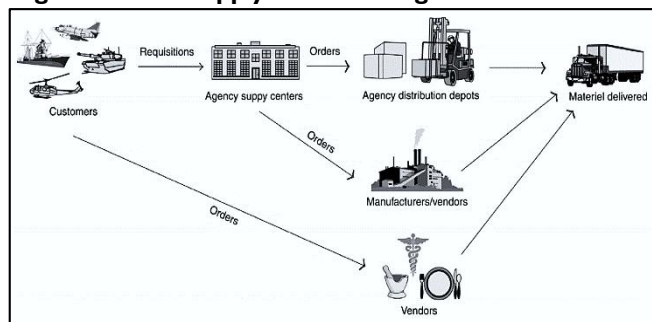 Requisitions
Orders
Customers
Agency suppy centers
Agency distribution depots
Materiel delivered
Orders
Manufacturers/vendors
Orders
Vendors